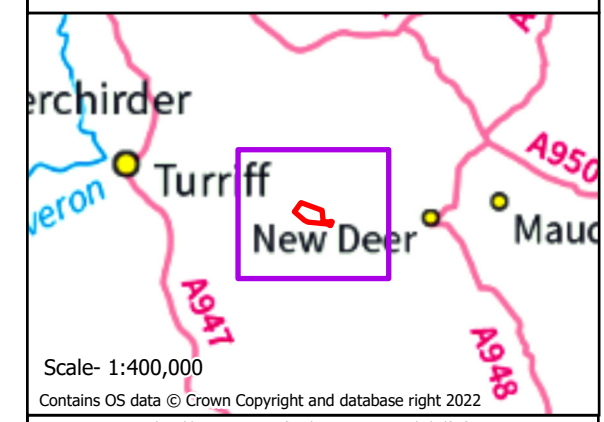 erchirder
A950
Turriff
veron
New Deer
Maud
A947
A948
Scale- 1:400,000
Contains OS data © Crown Copyright and database right 2022